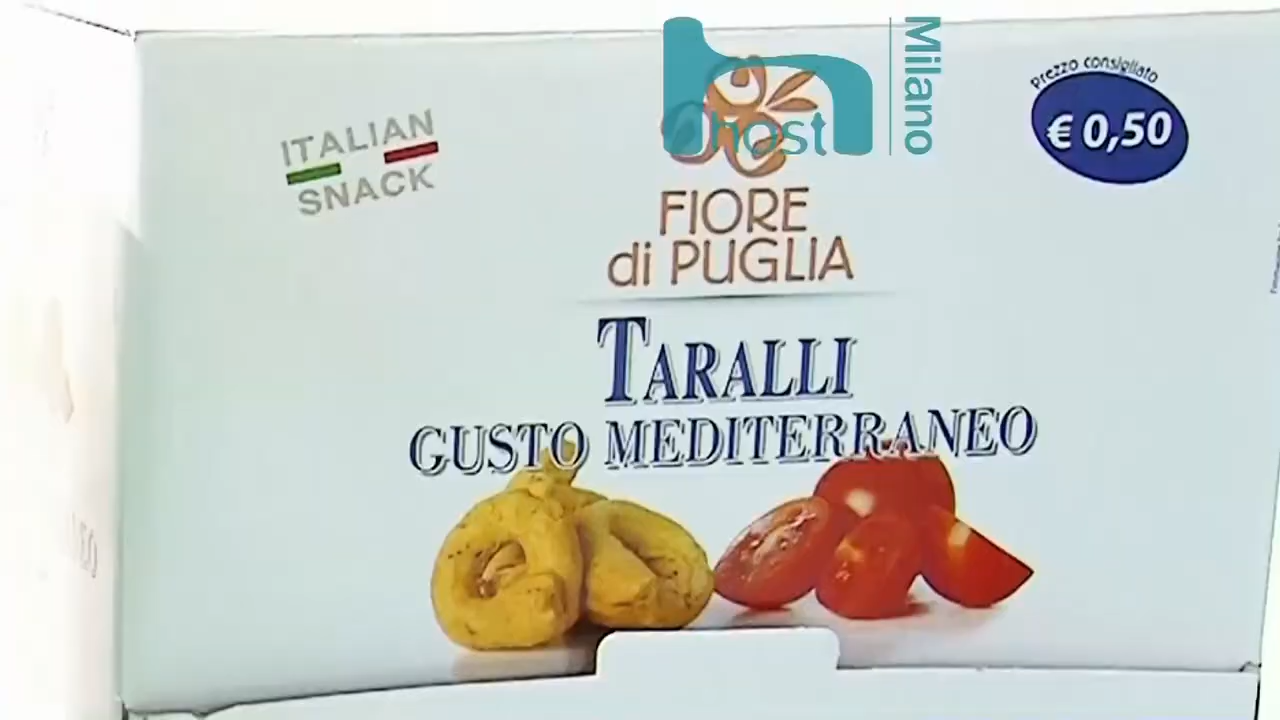 ITALIAN
SNACK
host
Milano
Prezzo consigliato
€ 0,50
FIORE
di PUGLIA
TARALLI
GUSTO MEDITERRANEO